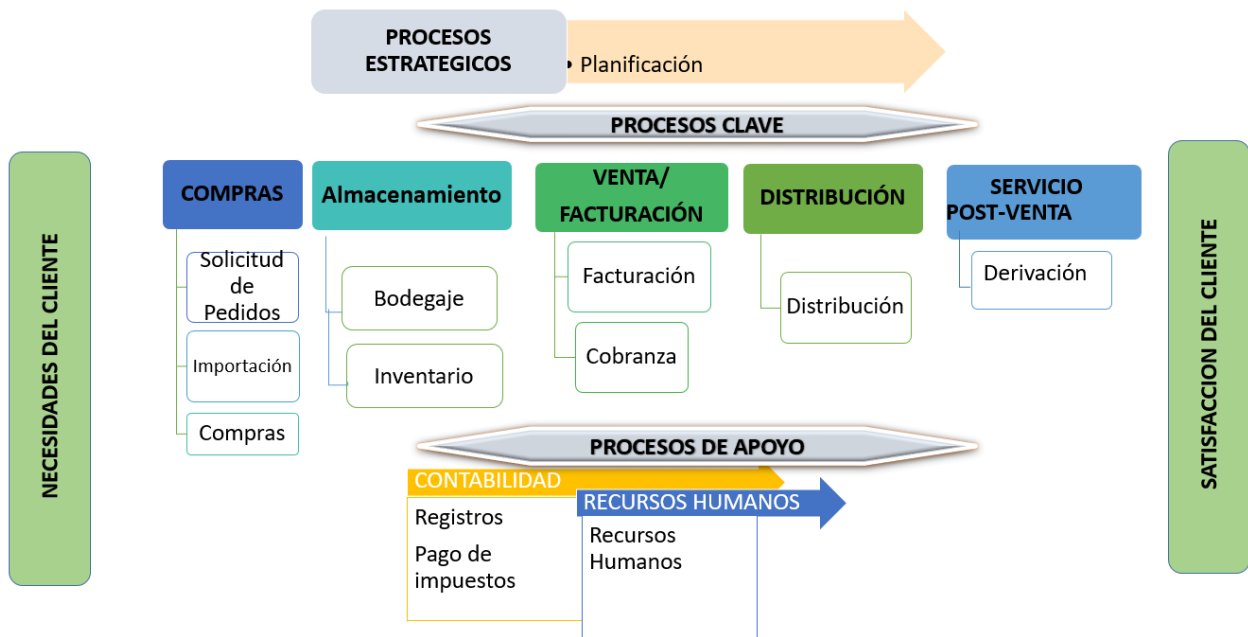 PROCESOS
ESTRATEGICOS
• Planificación
PROCESOS CLAVE
NECESIDADES DEL CLIENTE
COMPRAS
Solicitud
de
Pedidos
Importación
Compras
Almacenamiento
Bodegaje
Inventario
VENTA/
FACTURACIÓN
Facturación
Cobranza
DISTRIBUCIÓN
Distribución
SERVICIO
POST-VENTA
Derivación
SATISFACCION DEL CLIENTE
PROCESOS DE APOYO
CONTABILIDAD
Registros
Pago de
impuestos
RECURSOS HUMANOS
Recursos
Humanos